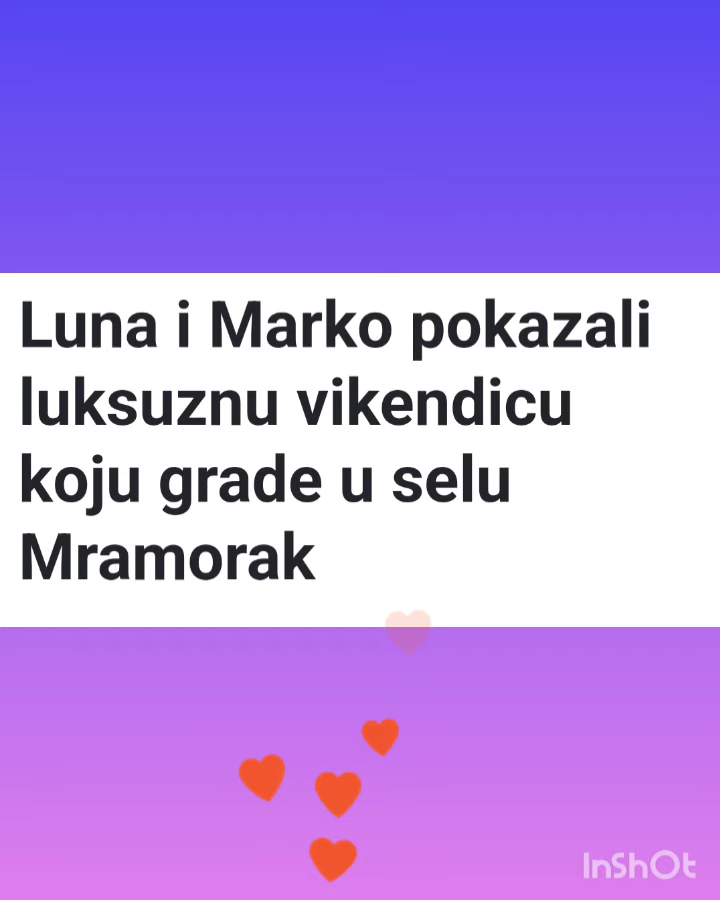 Luna i Marko pokazali
luksuznu vikendicu
koju grade u selu
Mramorak
InShOt